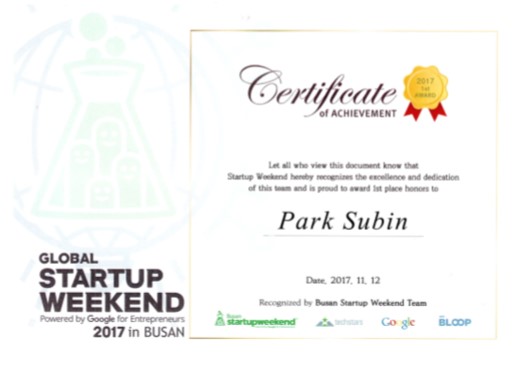 Certificate
of ACHIEVEMENT
2017
1st
AWARD
Let all who view this document know that
Startup Weekend hereby recognizes the excellence and dedication
of this team and is proud to award 1st place honors to
Park Subin
Date, 2017, 11, 12
Recognized by Busan Startup Weekend Team
Busan
startupweekend
techstars
Google
BLOOP
GLOBAL
STARTUP
WEEKEND
Powered by Google for Entrepreneurs
2017 in BUSAN